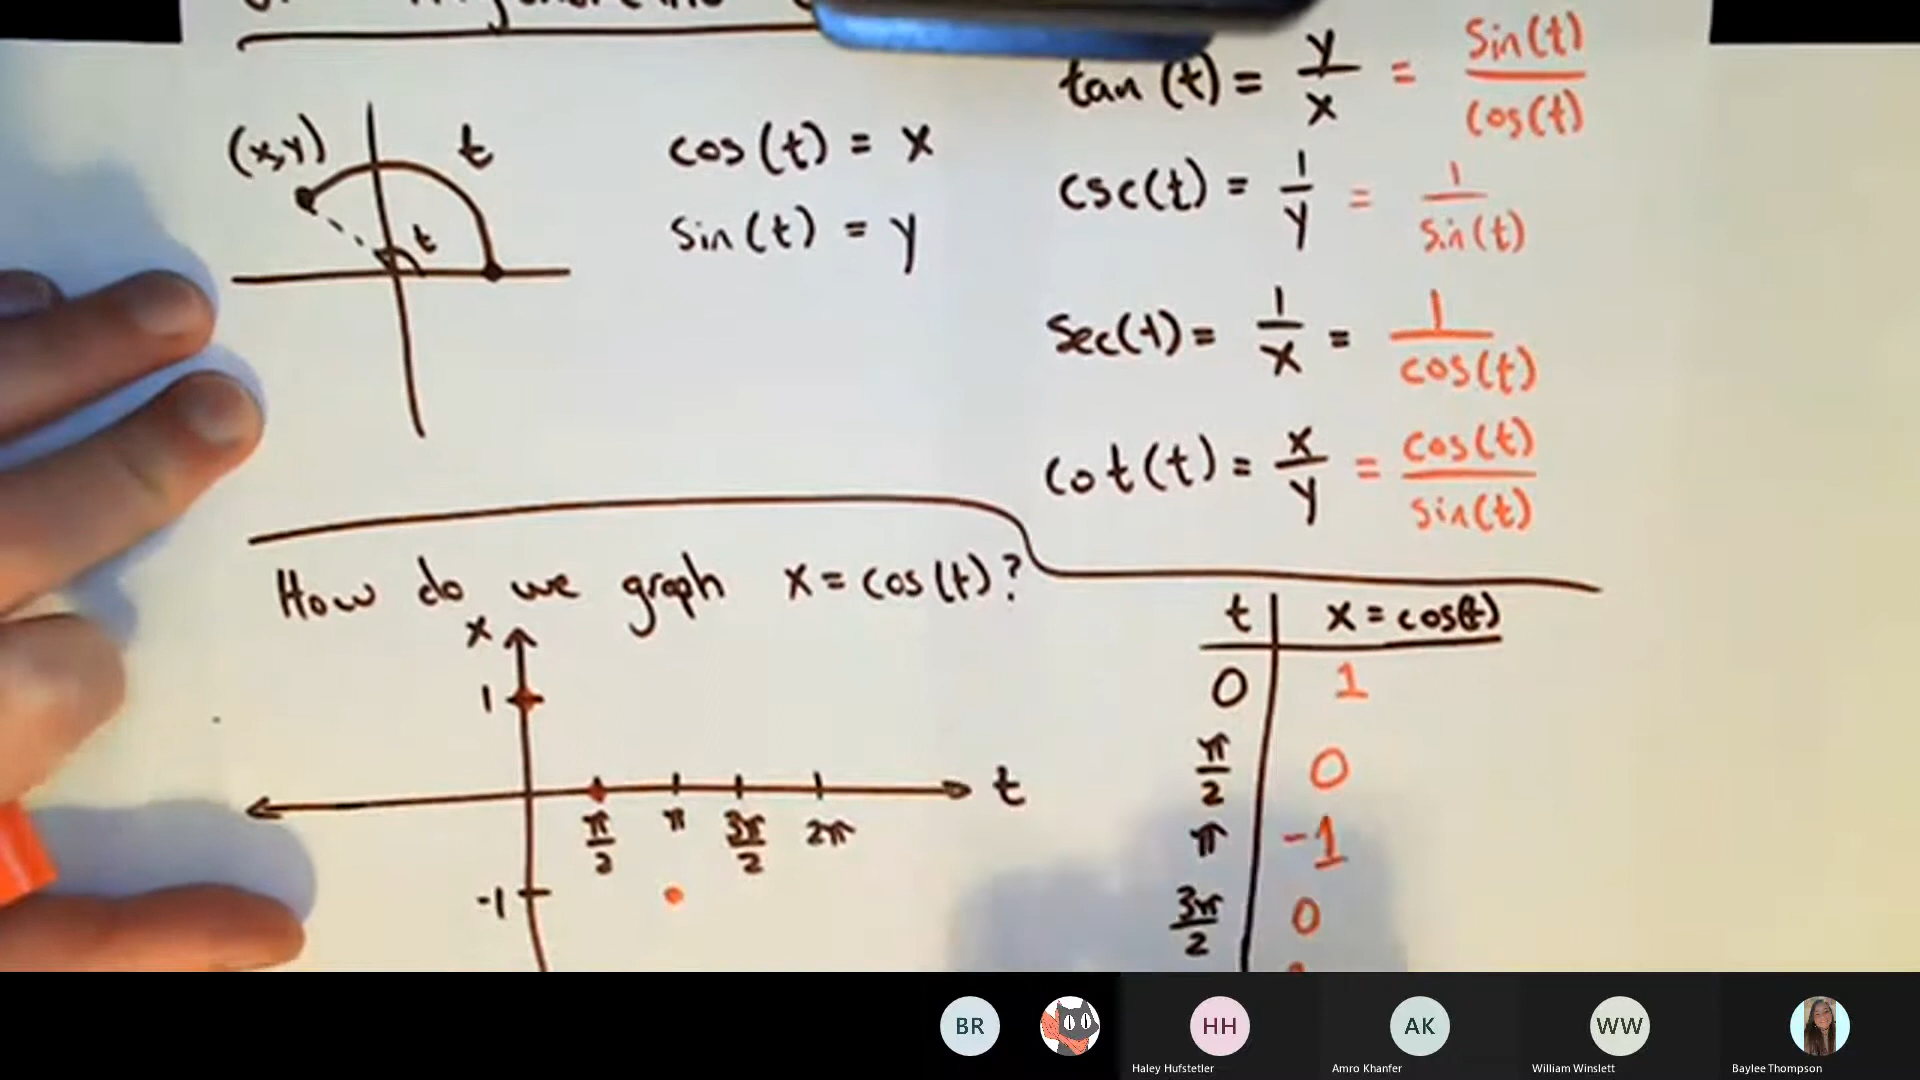 (x,y) t
t
cos(t) = x
sin(t) = y
tan(t) = y/x = sin(t)/cos(t)
csc(t) = 1/y = 1/sin(t)
sec(t) = 1/x = 1/cos(t)
cot(t) = x/y = cos(t)/sin(t)
How do we graph x = cos(t)?
x
1
t
π/2 π 3π/2 2π
-1
t | x = cos(t)
0 | 1
π/2 | 0
π | -1
3π/2 | 0
BR HH AK WW
Haley Hufstetler Amro Khanfer William Winslett Baylee Thompson